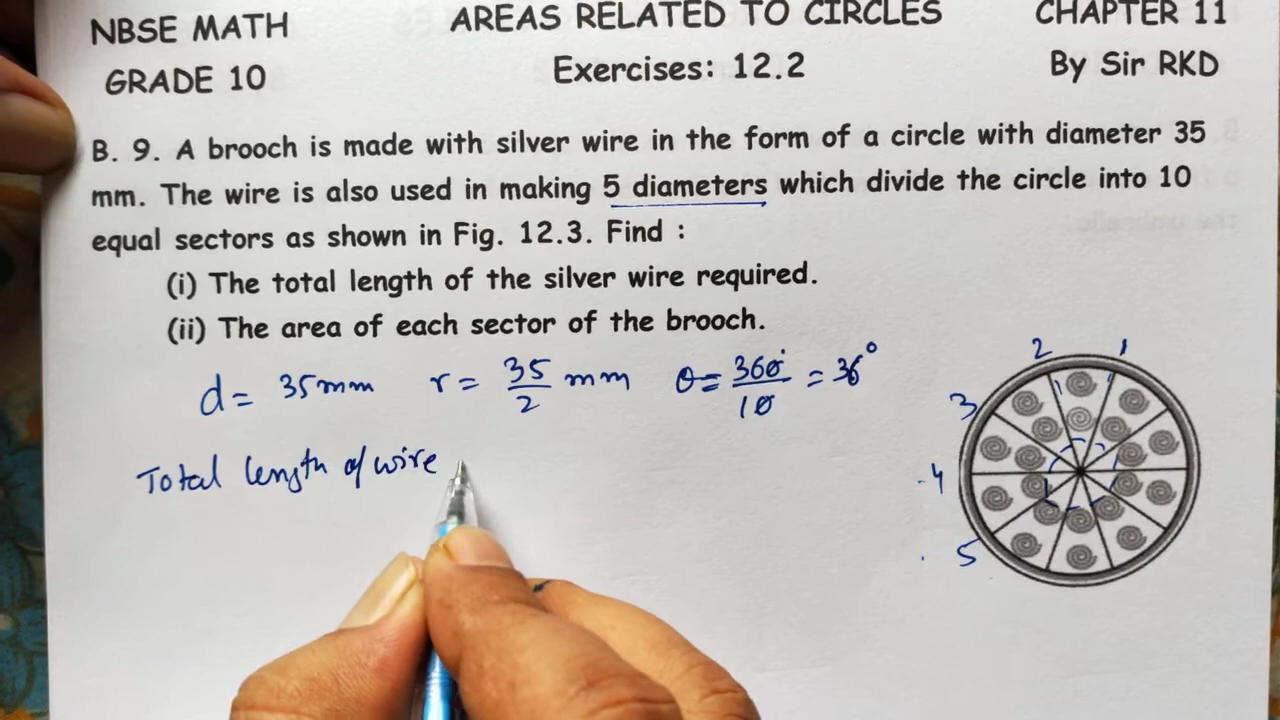 NBSE MATH AREAS RELATED TO CIRCLES CHAPTER 11
GRADE 10 Exercises: 12.2 By Sir RKD
B. 9. A brooch is made with silver wire in the form of a circle with diameter 35
mm. The wire is also used in making 5 diameters which divide the circle into 10
equal sectors as shown in Fig. 12.3. Find :
(i) The total length of the silver wire required.
(ii) The area of each sector of the brooch.
d = 35mm r = 35/2 mm θ = 360/10 = 36°
Total length of wire
1
2
3
4
5